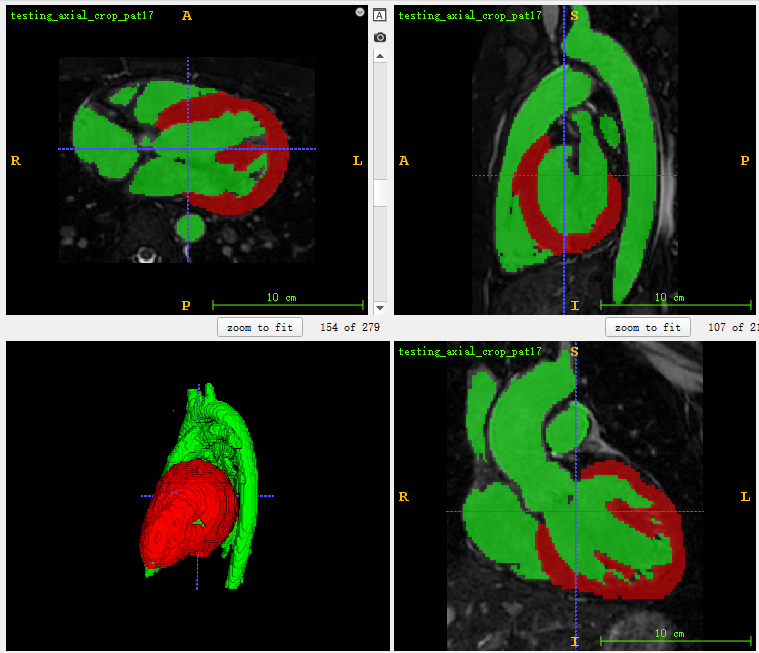 testing_axial_crop_pat17
A
A
R
L
P
10 cm
zoom to fit
154 of 279
testing_axial_crop_pat17
S
A
P
I
10 cm
zoom to fit
107 of
testing_axial_crop_pat17
S
R
L
I
10 cm